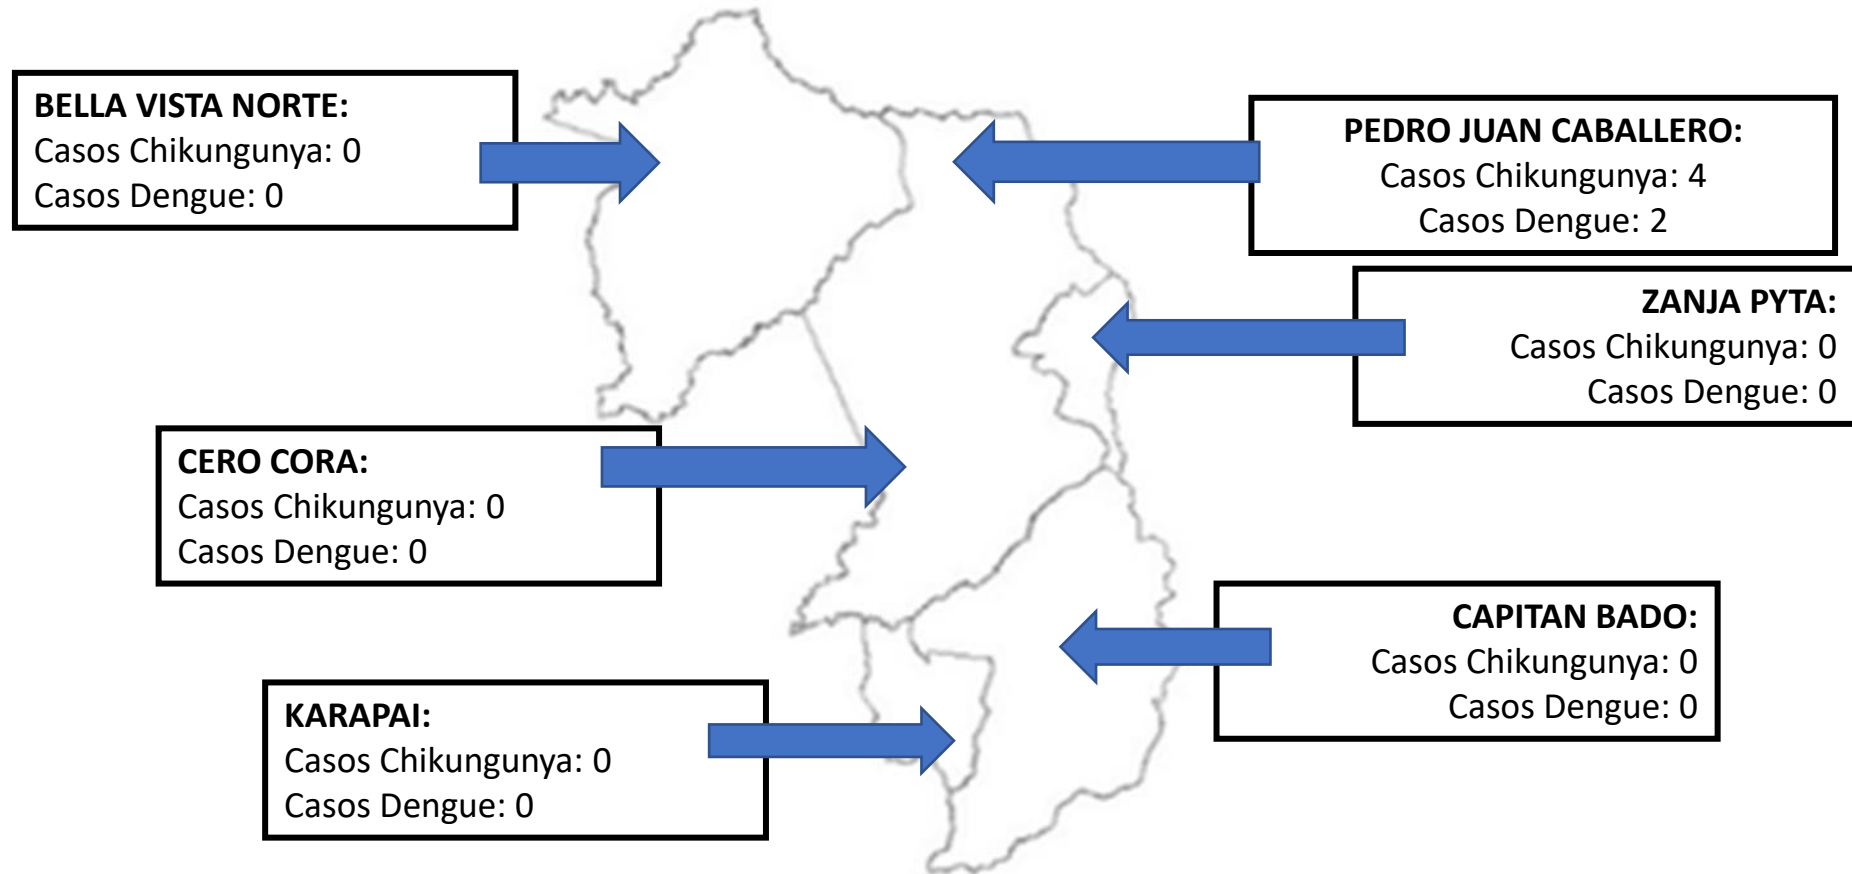 BELLA VISTA NORTE:
Casos Chikungunya: 0
Casos Dengue: 0
PEDRO JUAN CABALLERO:
Casos Chikungunya: 4
Casos Dengue: 2
ZANJA PYTA:
Casos Chikungunya: 0
Casos Dengue: 0
CERO CORA:
Casos Chikungunya: 0
Casos Dengue: 0
CAPITAN BADO:
Casos Chikungunya: 0
Casos Dengue: 0
KARAPAI:
Casos Chikungunya: 0
Casos Dengue: 0